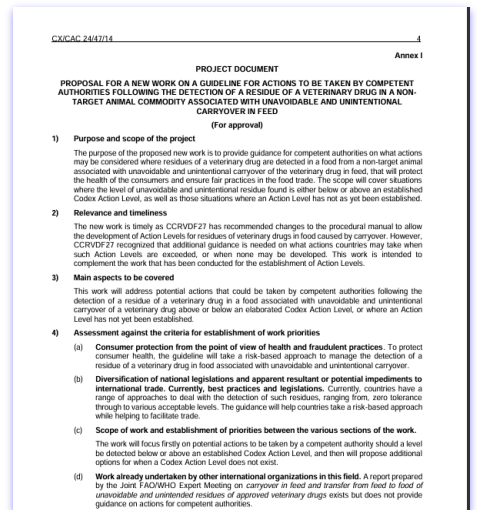 CX/CAC 24/47/14 4
Annex I
PROJECT DOCUMENT
PROPOSAL FOR A NEW WORK ON A GUIDELINE FOR ACTIONS TO BE TAKEN BY COMPETENT
AUTHORITIES FOLLOWING THE DETECTION OF A RESIDUE OF A VETERINARY DRUG IN A NON-
TARGET ANIMAL COMMODITY ASSOCIATED WITH UNAVOIDABLE AND UNINTENTIONAL
CARRYOVER IN FEED
(For approval)
1) Purpose and scope of the project
The purpose of the proposed new work is to provide guidance for competent authorities on what actions
may be considered where residues of a veterinary drug are detected in a food from a non-target animal
associated with unavoidable and unintentional carryover of the veterinary drug in feed, that will protect
the health of the consumers and ensure fair practices in the food trade. The scope will cover situations
where the level of unavoidable and unintentional residue found is either below or above an established
Codex Action Level, as well as those situations where an Action Level has not as yet been established.
2) Relevance and timeliness
The new work is timely as CCRVDF27 has recommended changes to the procedural manual to allow
the development of Action Levels for residues of veterinary drugs in food caused by carryover. However,
CCRVDF27 recognized that additional guidance is needed on what actions countries may take when
such Action Levels are exceeded, or when none may be developed. This work is intended to
complement the work that has been conducted for the establishment of Action Levels.
3) Main aspects to be covered
This work will address potential actions that could be taken by competent authorities following the
detection of a residue of a veterinary drug in a food associated with unavoidable and unintentional
carryover of a veterinary drug above or below an elaborated Codex Action Level, or where an Action
Level has not yet been established.
4) Assessment against the criteria for establishment of work priorities
(a) Consumer protection from the point of view of health and fraudulent practices. To protect
consumer health, the guideline will take a risk-based approach to manage the detection of a
residue of a veterinary drug in food associated with unavoidable and unintentional carryover.
(b) Diversification of national legislations and apparent resultant or potential impediments to
international trade. Currently, best practices and legislations. Currently, countries have a
range of approaches to deal with the detection of such residues, ranging from, zero tolerance
through to various acceptable levels. The guidance will help countries take a risk-based approach
while helping to facilitate trade.
(c) Scope of work and establishment of priorities between the various sections of the work.
The work will focus firstly on potential actions to be taken by a competent authority should a level
be detected below or above an established Codex Action Level, and then will propose additional
options for when a Codex Action Level does not exist.
(d) Work already undertaken by other international organizations in this field. A report prepared
by the Joint FAO/WHO Expert Meeting on carryover in feed and transfer from feed to food of
unavoidable and unintended residues of approved veterinary drugs exists but does not provide
guidance on actions for competent authorities.